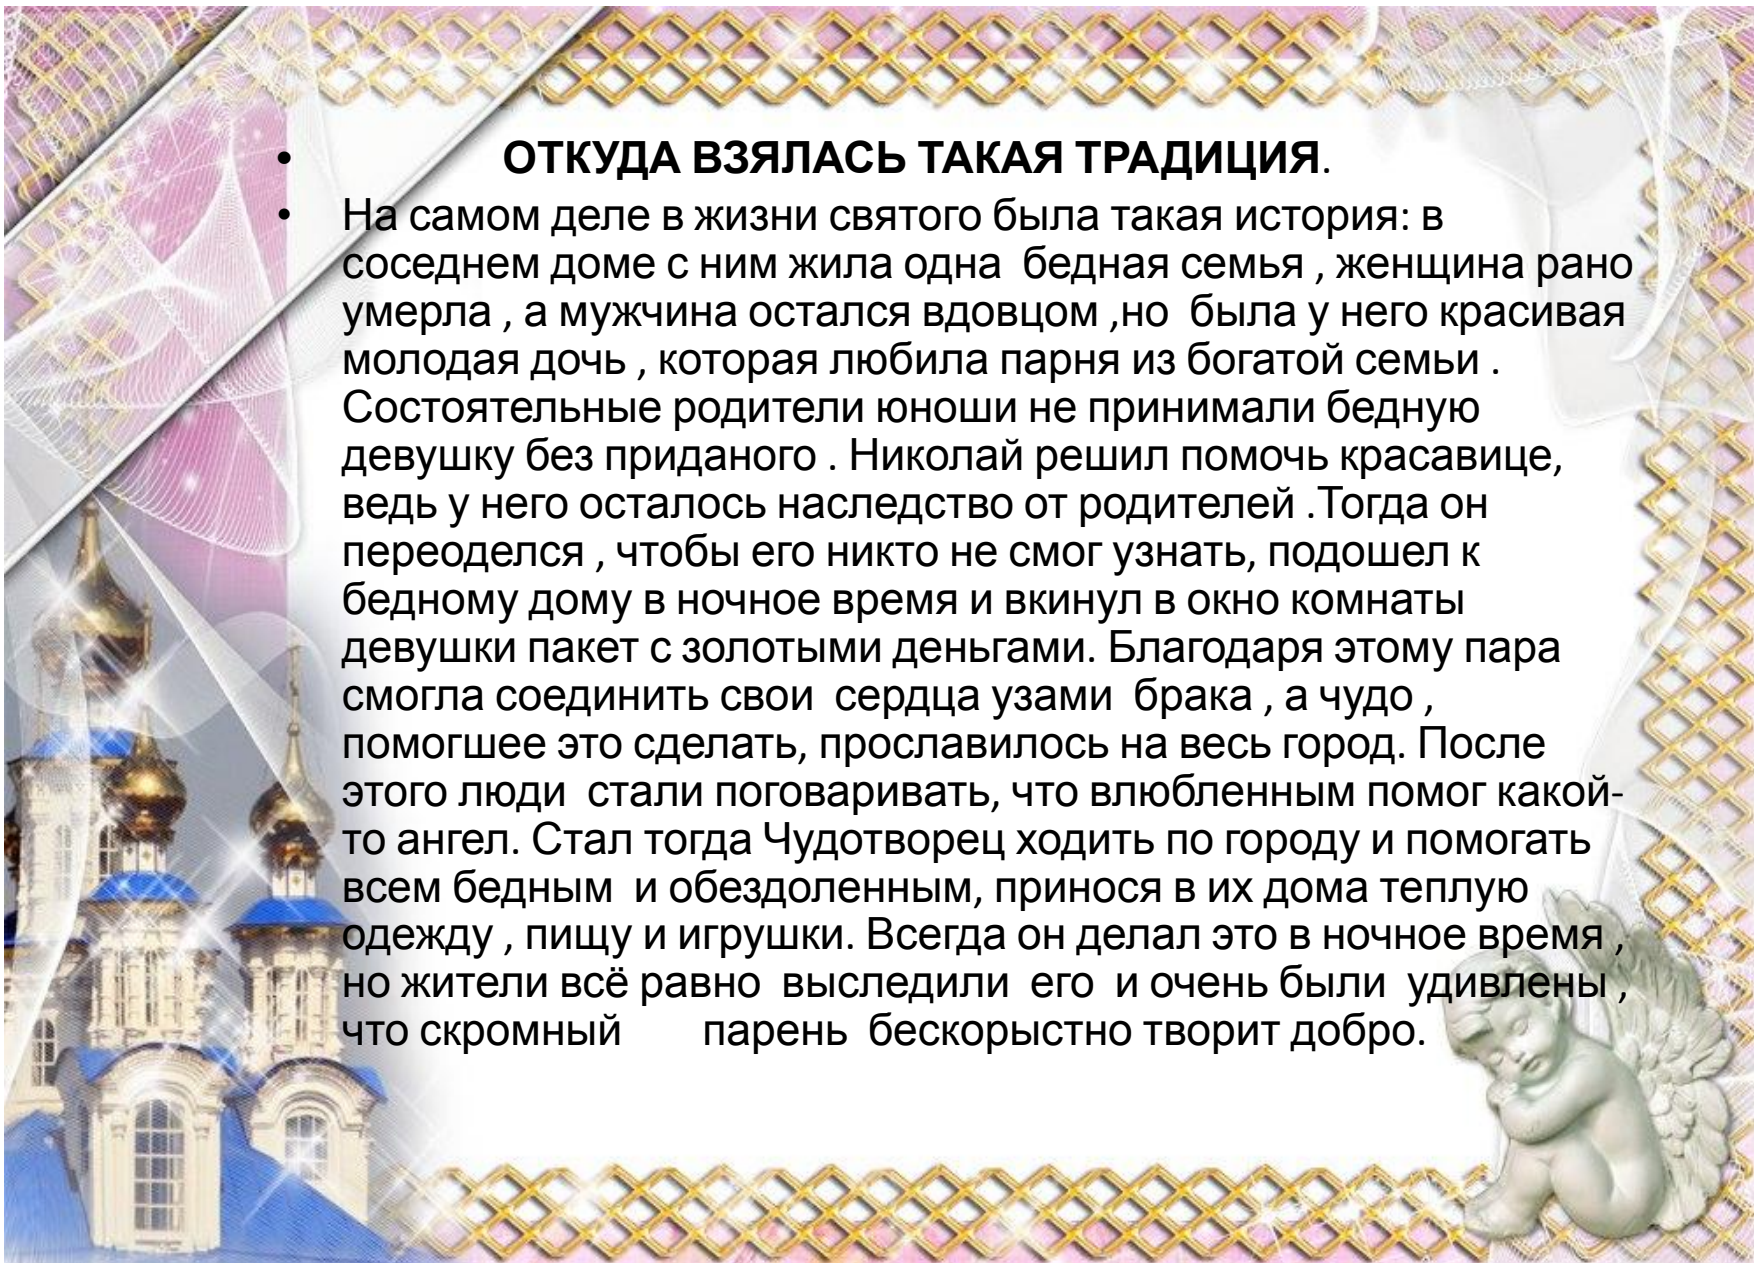 • ОТКУДА ВЗЯЛАСЬ ТАКАЯ ТРАДИЦИЯ.
• На самом деле в жизни святого была такая история: в
соседнем доме с ним жила одна  бедная семья , женщина рано
умерла , а мужчина остался вдовцом ,но  была у него красивая
молодая дочь , которая любила парня из богатой семьи .
Состоятельные родители юноши не принимали бедную
девушку без приданого . Николай решил помочь красавице,
ведь у него осталось наследство от родителей .Тогда он
переоделся , чтобы его никто не смог узнать, подошел к
бедному дому в ночное время и вкинул в окно комнаты
девушки пакет с золотыми деньгами. Благодаря этому пара
смогла соединить свои  сердца узами  брака , а чудо ,
помогшее это сделать, прославилось на весь город. После
этого люди  стали поговаривать, что влюбленным помог какой-
то ангел. Стал тогда Чудотворец ходить по городу и помогать
всем бедным  и обездоленным, принося в их дома теплую
одежду , пищу и игрушки. Всегда он делал это в ночное время ,
но жители всё равно  выследили  его  и очень были  удивлены ,
что скромный       парень  бескорыстно творит добро.